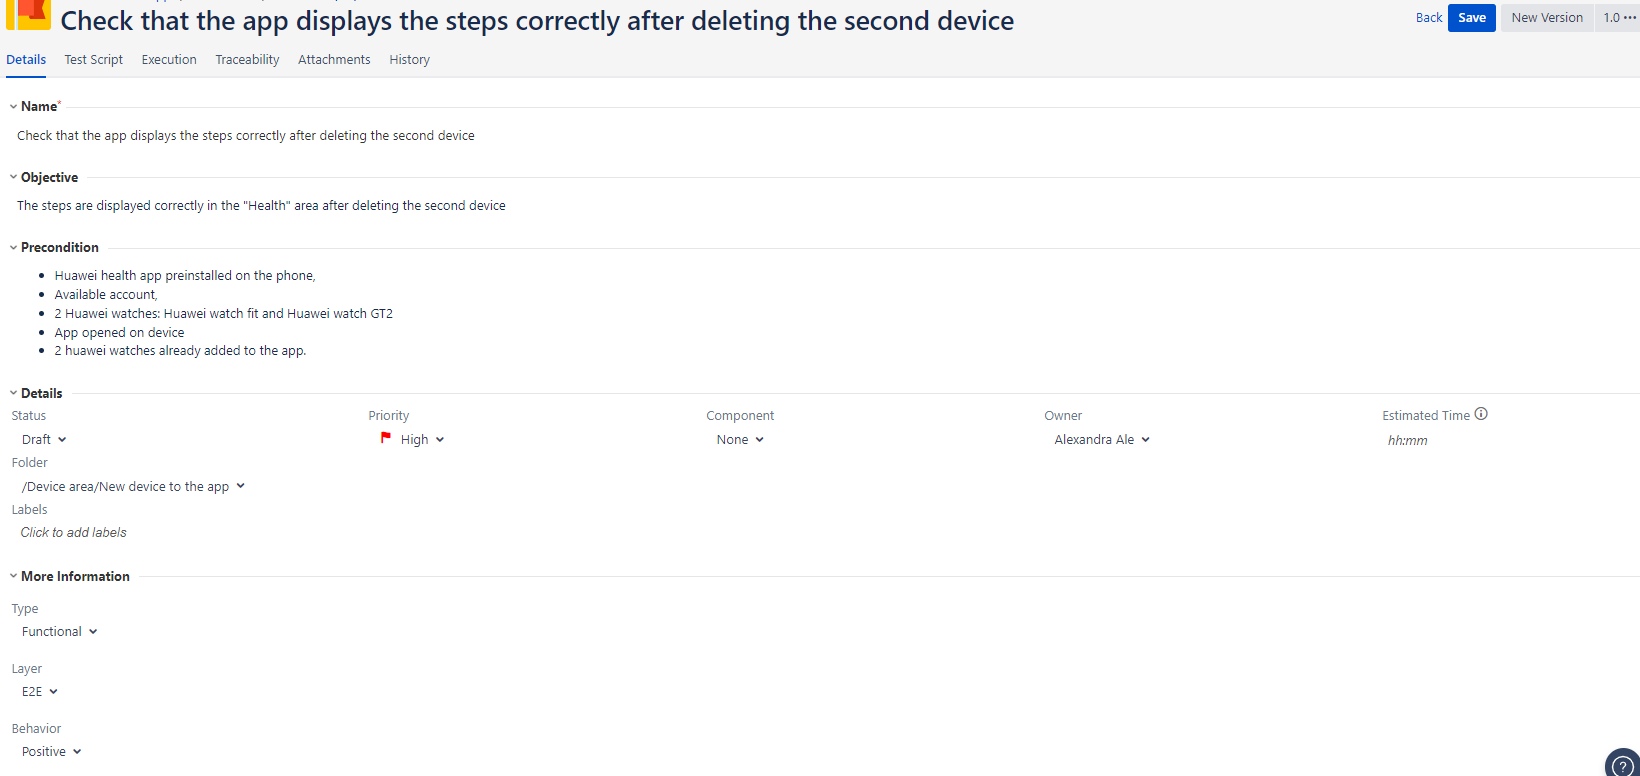 Check that the app displays the steps correctly after deleting the second device
Back Save New Version 1.0
Details Test Script Execution Traceability Attachments History
Name*
Check that the app displays the steps correctly after deleting the second device
Objective
The steps are displayed correctly in the "Health" area after deleting the second device
Precondition
Huawei health app preinstalled on the phone,
Available account,
2 Huawei watches: Huawei watch fit and Huawei watch GT2
App opened on device
2 huawei watches already added to the app.
Details
Status Priority Component Owner Estimated Time
Draft High None Alexandra Ale hh:mm
Folder
/Device area/New device to the app
Labels
Click to add labels
More Information
Type
Functional
Layer
E2E
Behavior
Positive